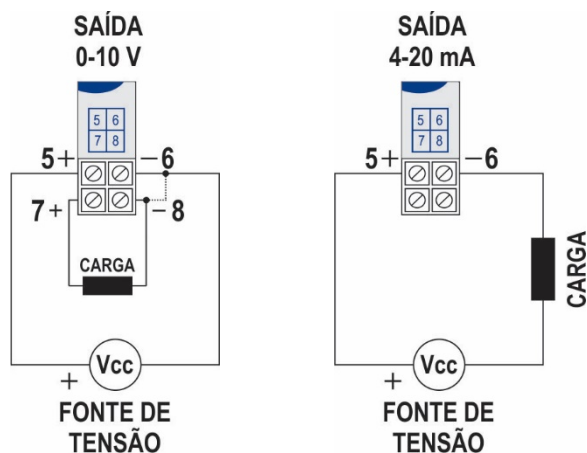 SAÍDA
0-10 V
5 6
7 8
5+
−6
7+
−8
CARGA
Vcc
+
FONTE DE
TENSÃO
SAÍDA
4-20 mA
5 6
7 8
5+
−6
CARGA
Vcc
+
FONTE DE
TENSÃO